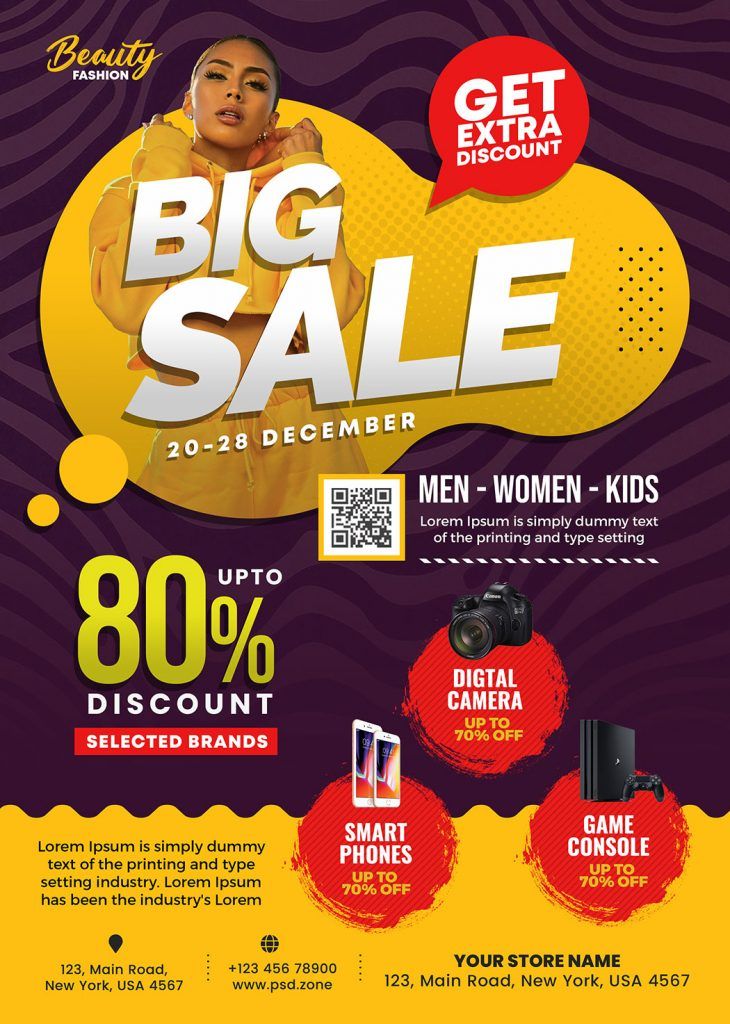 Beauty
FASHION
GET
EXTRA
DISCOUNT
BIG
SALE
20-28 DECEMBER
MEN - WOMEN - KIDS
Lorem Ipsum is simply dummy text
of the printing and type setting
UPTO
80%
DISCOUNT
SELECTED BRANDS
Canon
DIGTAL
CAMERA
UP TO
70% OFF
SMART
PHONES
UP TO
70% OFF
GAME
CONSOLE
UP TO
70% OFF
Lorem Ipsum is simply dummy
text of the printing and type
setting industry. Lorem Ipsum
has been the industry's Lorem
123, Main Road,
New York, USA 4567
+123 456 78900
www.psd.zone
YOUR STORE NAME
123, Main Road, New York, USA 4567